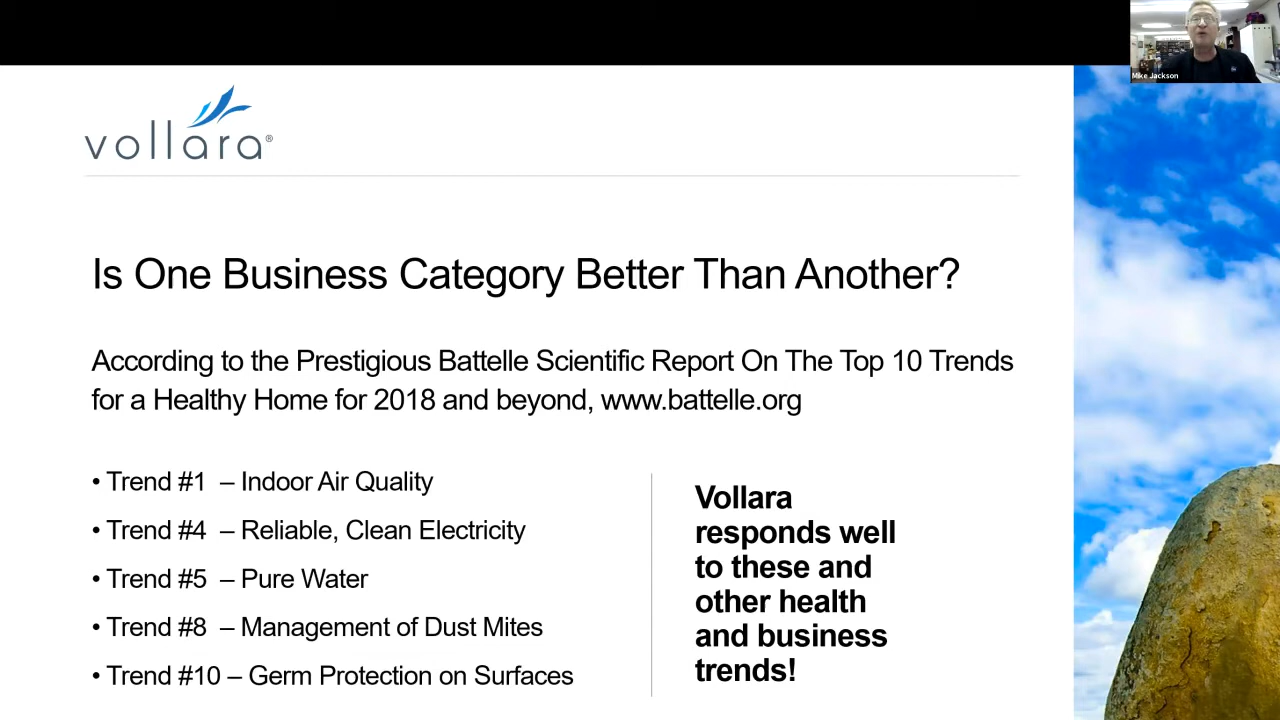 Mike Jackson
vollara®
Is One Business Category Better Than Another?
According to the Prestigious Battelle Scientific Report On The Top 10 Trends
for a Healthy Home for 2018 and beyond, www.battelle.org
• Trend #1 – Indoor Air Quality
• Trend #4 – Reliable, Clean Electricity
• Trend #5 – Pure Water
• Trend #8 – Management of Dust Mites
• Trend #10 – Germ Protection on Surfaces
Vollara
responds well
to these and
other health
and business
trends!